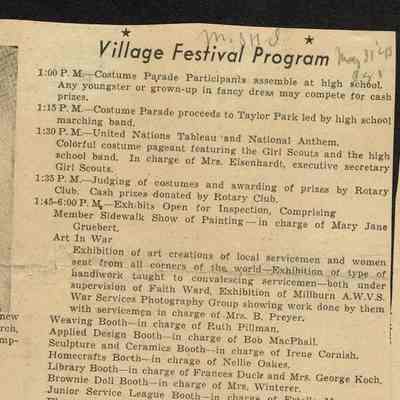 Village Festival Program
1:00 P. M.—Costume Parade Participants assemble at high school.
Any youngster or grown-up in fancy dress may compete for cash
prizes.
1:15 P. M.—Costume Parade proceeds to Taylor Park led by high school
marching band.
1:30 P. M.—United Nations Tableau and National Anthem.
Colorful costume pageant featuring the Girl Scouts and the high
school band. In charge of Mrs. Eisenhardt, executive secretary
Girl Scouts.
1:35 P. M.—Judging of costumes and awarding of prizes by Rotary
Club. Cash prizes donated by Rotary Club.
1:45-6:00 P. M.—Exhibits Open for Inspection, Comprising
Member Sidewalk Show of Painting—in charge of Mary Jane
Gruebert.
Art In War
Exhibition of art creations of local servicemen and women
sent from all corners of the world—Exhibition of type of
handiwork taught to convalescing servicemen—both under
supervision of Faith Ward, Exhibition of Millburn A.W.V.S.
War Services Photography Group showing work done by them
with servicemen in charge of Mrs. B. Preyer.
Weaving Booth—in charge of Ruth Pillman.
Applied Design Booth—in charge of Bob MacPhail.
Sculpture and Ceramics Booth—in charge of Irene Cornish.
Homecrafts Borth—in chrage of Nellie Oakes.
Library Booth—in charge of Frances Duck and Mrs. George Koch.
Brownie Doll Booth—in charge of Mrs. Winterer.
Junior Service League Booth—in charge of